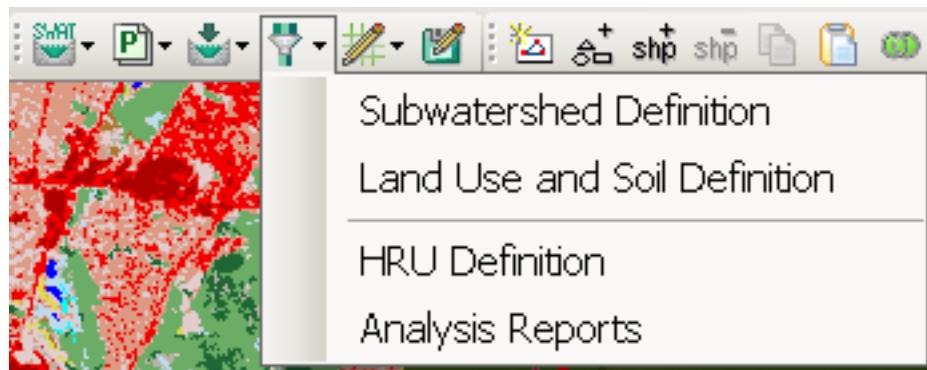 SWAT P shp shp
Subwatershed Definition
Land Use and Soil Definition
HRU Definition
Analysis Reports